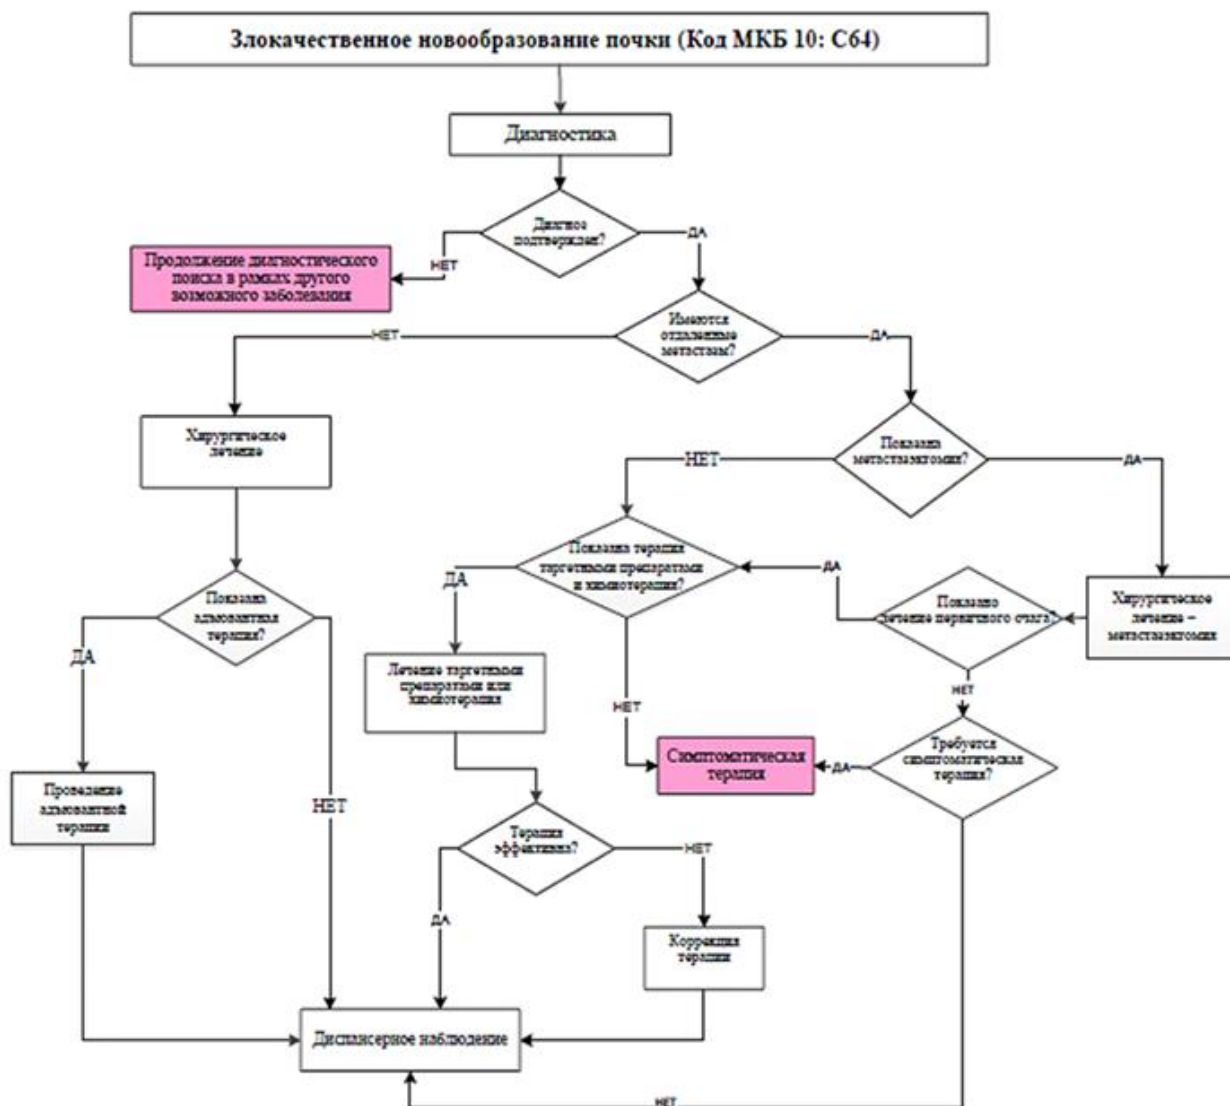 Злокачественное новообразование почки (Код МКБ 10: C64)
Диагностика
Диагноз
подтвержден?
НЕТ
ДА
Продолжение диагностического
поиска в рамках другого
возможного заболевания
Имеются
отдаленные
метастазы?
НЕТ
ДА
Хирургическое
лечение
Показана
метастазэктомия?
НЕТ
ДА
Показана терапия
таргетными препаратами
и химиотерапия?
ДА
ДА
Показано
лечение первичного очага?
Хирургическое
лечение –
метастазэктомия
Показана
адъювантная
терапия?
ДА
Лечение таргетными
препаратами или
химиотерапия
НЕТ
НЕТ
Требуется
симптоматическая
терапия?
Симптоматическая
терапия
ДА
Проведение
адъювантной
терапии
НЕТ
Терапия
эффективна?
НЕТ
ДА
Коррекция
терапии
Диспансерное наблюдение
НЕТ